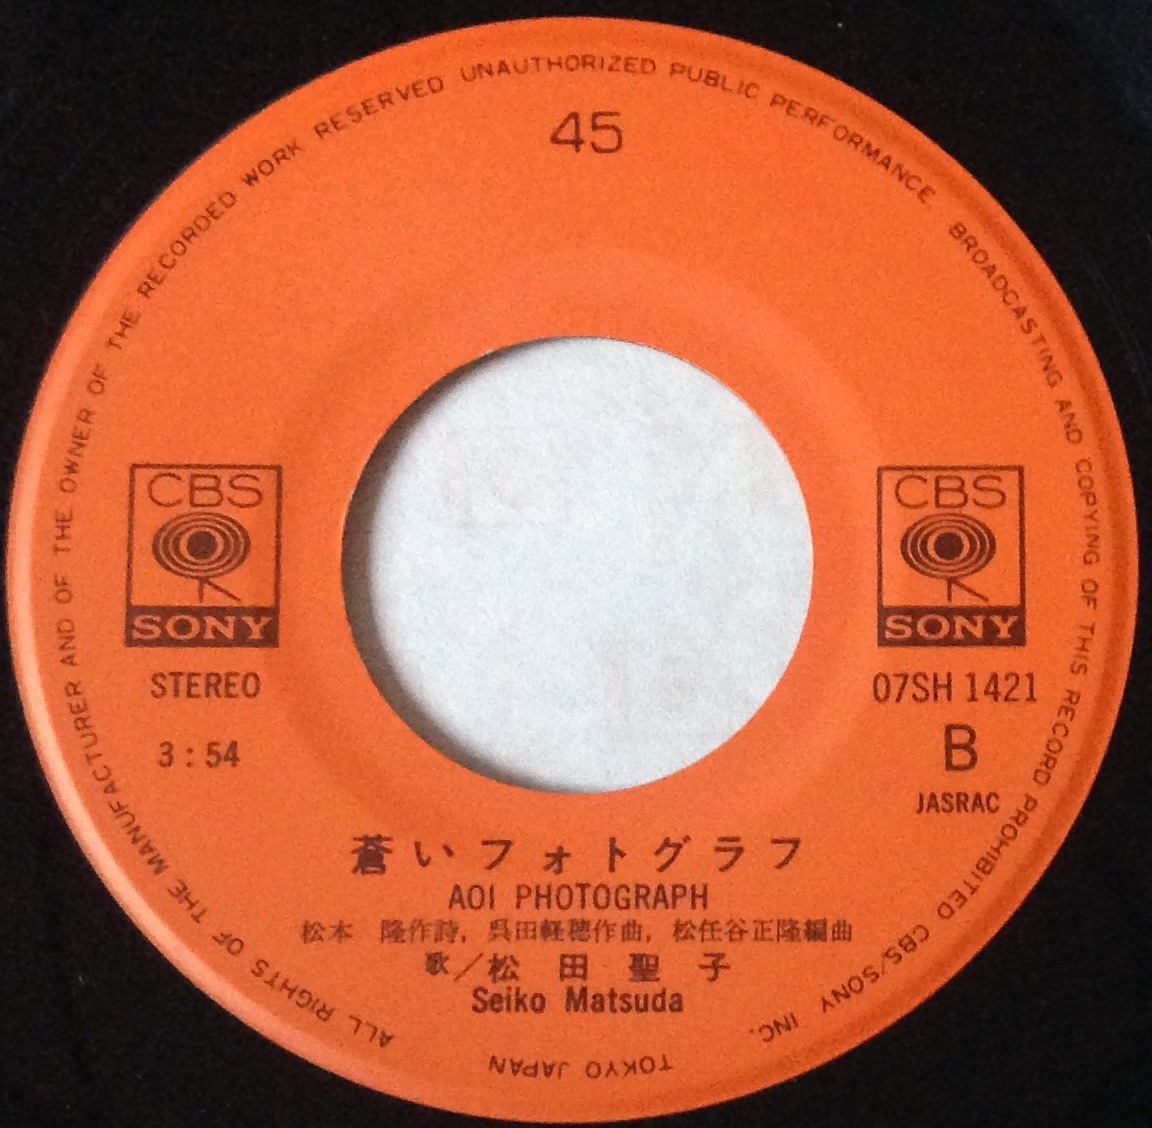 ALL RIGHTS OF THE MANUFACTURER AND OF THE OWNER OF THE RECORDED WORK RESERVED UNAUTHORIZED PUBLIC PERFORMANCE. BROADCASTING AND COPYING OF THIS RECORD PROHIBITED CBS/SONY INC.
TOKYO JAPAN
45
CBS
SONY
STEREO
3:54
CBS
SONY
07SH 1421
B
JASRAC
蒼いフォトグラフ
AOI PHOTOGRAPH
松本 隆作詩, 呉田軽穂作曲, 松任谷正隆編曲
歌/松田聖子
Seiko Matsuda